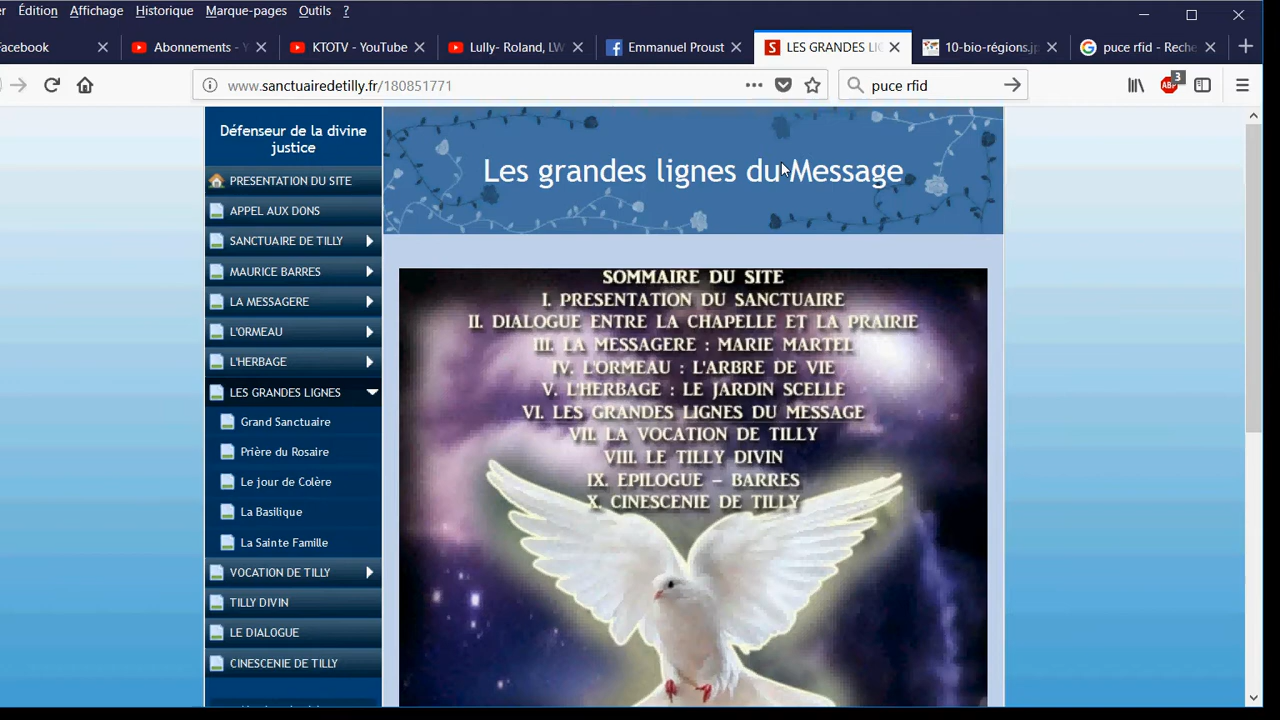 er Édition Affichage Historique Marque-pages Outils ?
Facebook
Abonnements - Y
KTOTV - YouTube
Lully- Roland, LW
Emmanuel Proust
LES GRANDES LIG
10-bio-régions.j
puce rfid - Reche
www.sanctuairedetilly.fr/180851771
puce rfid
ABP
3
Défenseur de la divine
justice
PRESENTATION DU SITE
APPEL AUX DONS
SANCTUAIRE DE TILLY
MAURICE BARRES
LA MESSAGERE
L'ORMEAU
L'HERBAGE
LES GRANDES LIGNES
Grand Sanctuaire
Prière du Rosaire
Le jour de Colère
La Basilique
La Sainte Famille
VOCATION DE TILLY
TILLY DIVIN
LE DIALOGUE
CINESCENIE DE TILLY
Les grandes lignes du Message
SOMMAIRE DU SITE
I. PRESENTATION DU SANCTUAIRE
II. DIALOGUE ENTRE LA CHAPELLE ET LA PRAIRIE
III. LA MESSAGERE : MARIE MARTEL
IV. L'ORMEAU : L'ARBRE DE VIE
V. L'HERBAGE : LE JARDIN SCELLE
VI. LES GRANDES LIGNES DU MESSAGE
VII. LA VOCATION DE TILLY
VIII. LE TILLY DIVIN
IX. EPILOGUE – BARRES
X. CINESCENIE DE TILLY